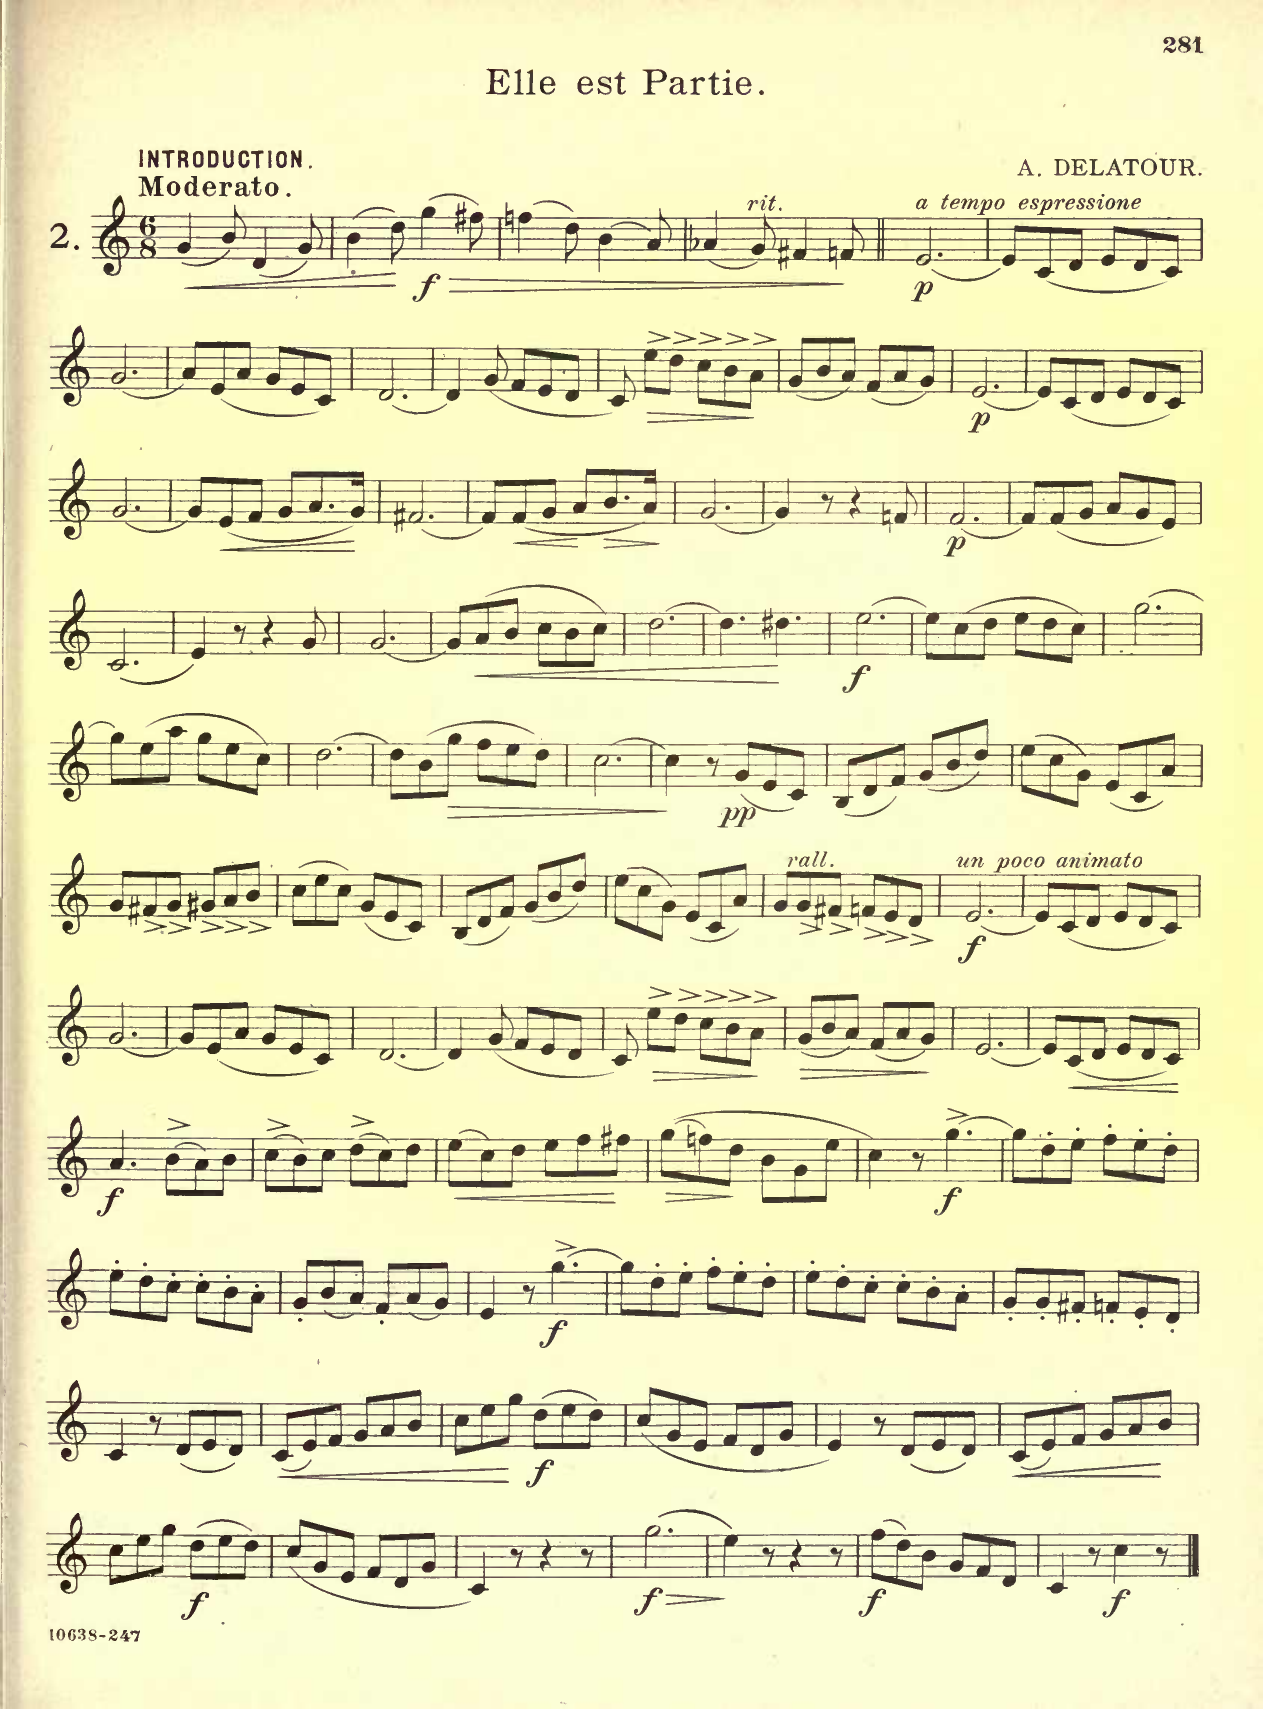 281
Elle est Partie.
INTRODUCTION.
A. DELATOUR.
Moderato.
rit. a tempo espressione
2. 6 8
f p
p
p
f
pp
rall. un poco animato
f
f f
f
f
f f f f
10638-247